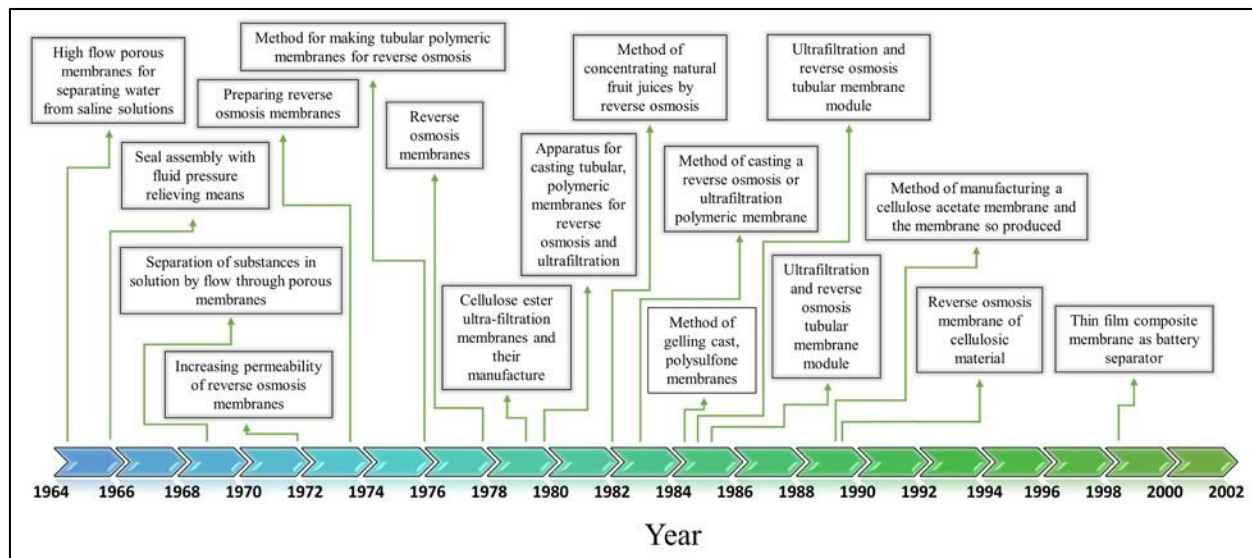 High flow porous
membranes for
separating water
from saline solutions
Method for making tubular polymeric
membranes for reverse osmosis
Preparing reverse
osmosis membranes
Seal assembly with
fluid pressure
relieving means
Separation of substances in
solution by flow through porous
membranes
Increasing permeability
of reverse osmosis
membranes
Reverse
osmosis
membranes
Cellulose ester
ultra-filtration
membranes and
their
manufacture
Apparatus for
casting tubular,
polymeric
membranes for
reverse
osmosis and
ultrafiltration
Method of
concentrating natural
fruit juices by
reverse osmosis
Method of casting a
reverse osmosis or
ultrafiltration
polymeric membrane
Method of
gelling cast,
polysulfone
membranes
Ultrafiltration and
reverse osmosis
tubular membrane
module
Ultrafiltration
and reverse
osmosis
tubular
membrane
module
Method of manufacturing a
cellulose acetate membrane and
the membrane so produced
Reverse osmosis
membrane of
cellulosic
material
Thin film composite
membrane as battery
separator
1964 1966 1968 1970 1972 1974 1976 1978 1980 1982 1984 1986 1988 1990 1992 1994 1996 1998 2000 2002
Year